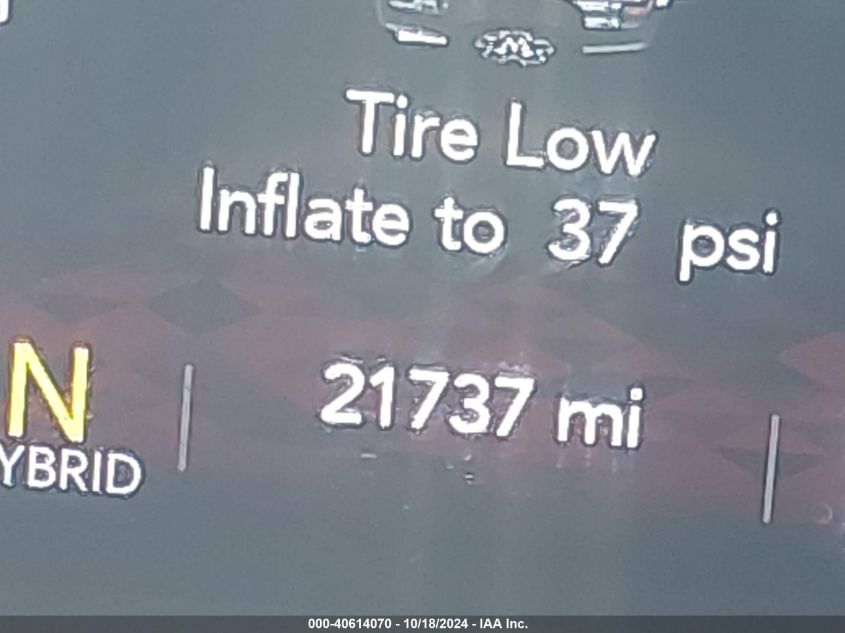 Tire Low
Inflate to 37 psi
N
21737 mi
YBRID
000-40614070 - 10/18/2024 - IAA Inc.